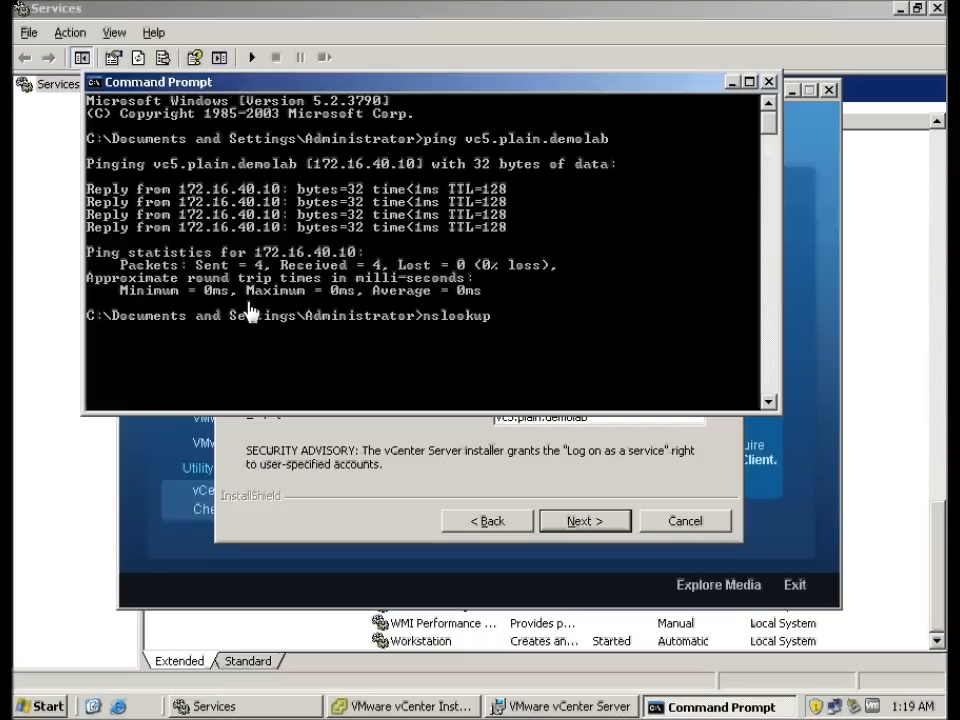 Services
File Action View Help
Services
Command Prompt
Microsoft Windows [Version 5.2.3790]
(C) Copyright 1985-2003 Microsoft Corp.
C:\Documents and Settings\Administrator>ping vc5.plain.demolab
Pinging vc5.plain.demolab [172.16.40.10] with 32 bytes of data:
Reply from 172.16.40.10: bytes=32 time<1ms TTL=128
Reply from 172.16.40.10: bytes=32 time<1ms TTL=128
Reply from 172.16.40.10: bytes=32 time<1ms TTL=128
Reply from 172.16.40.10: bytes=32 time<1ms TTL=128
Ping statistics for 172.16.40.10:
Packets: Sent = 4, Received = 4, Lost = 0 (0% loss),
Approximate round trip times in milli-seconds:
Minimum = 0ms, Maximum = 0ms, Average = 0ms
C:\Documents and Settings\Administrator>nslookup
vc5.plain.demolab
VMw
SECURITY ADVISORY: The vCenter Server installer grants the "Log on as a service" right
to user-specified accounts.
uire
Client.
Utility
vCe
Che
InstallShield
< Back Next > Cancel
Explore Media Exit
WMI Performance ... Provides p... Manual Local System
Workstation Creates an... Started Automatic Local System
Extended Standard
Start Services VMware vCenter Inst... VMware vCenter Server Command Prompt 1:19 AM